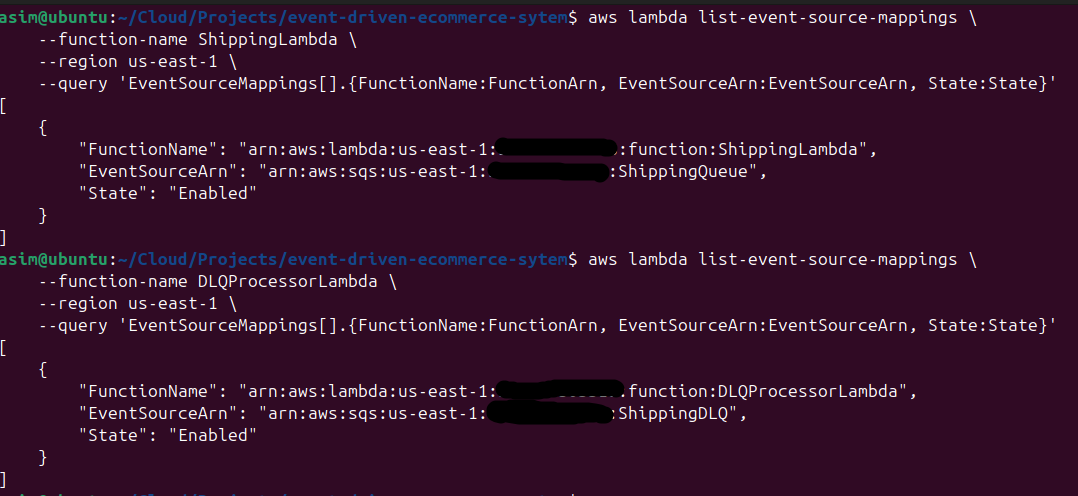 asim@ubuntu:~/Cloud/Projects/event-driven-ecommerce-sytem$ aws lambda list-event-source-mappings \
    --function-name ShippingLambda \
    --region us-east-1 \
    --query 'EventSourceMappings[].{FunctionName:FunctionArn, EventSourceArn:EventSourceArn, State:State}'
[
    {
        "FunctionName": "arn:aws:lambda:us-east-1: :function:ShippingLambda",
        "EventSourceArn": "arn:aws:sqs:us-east-1: :ShippingQueue",
        "State": "Enabled"
    }
]
asim@ubuntu:~/Cloud/Projects/event-driven-ecommerce-sytem$ aws lambda list-event-source-mappings \
    --function-name DLQProcessorLambda \
    --region us-east-1 \
    --query 'EventSourceMappings[].{FunctionName:FunctionArn, EventSourceArn:EventSourceArn, State:State}'
[
    {
        "FunctionName": "arn:aws:lambda:us-east-1: :function:DLQProcessorLambda",
        "EventSourceArn": "arn:aws:sqs:us-east-1: :ShippingDLQ",
        "State": "Enabled"
    }
]